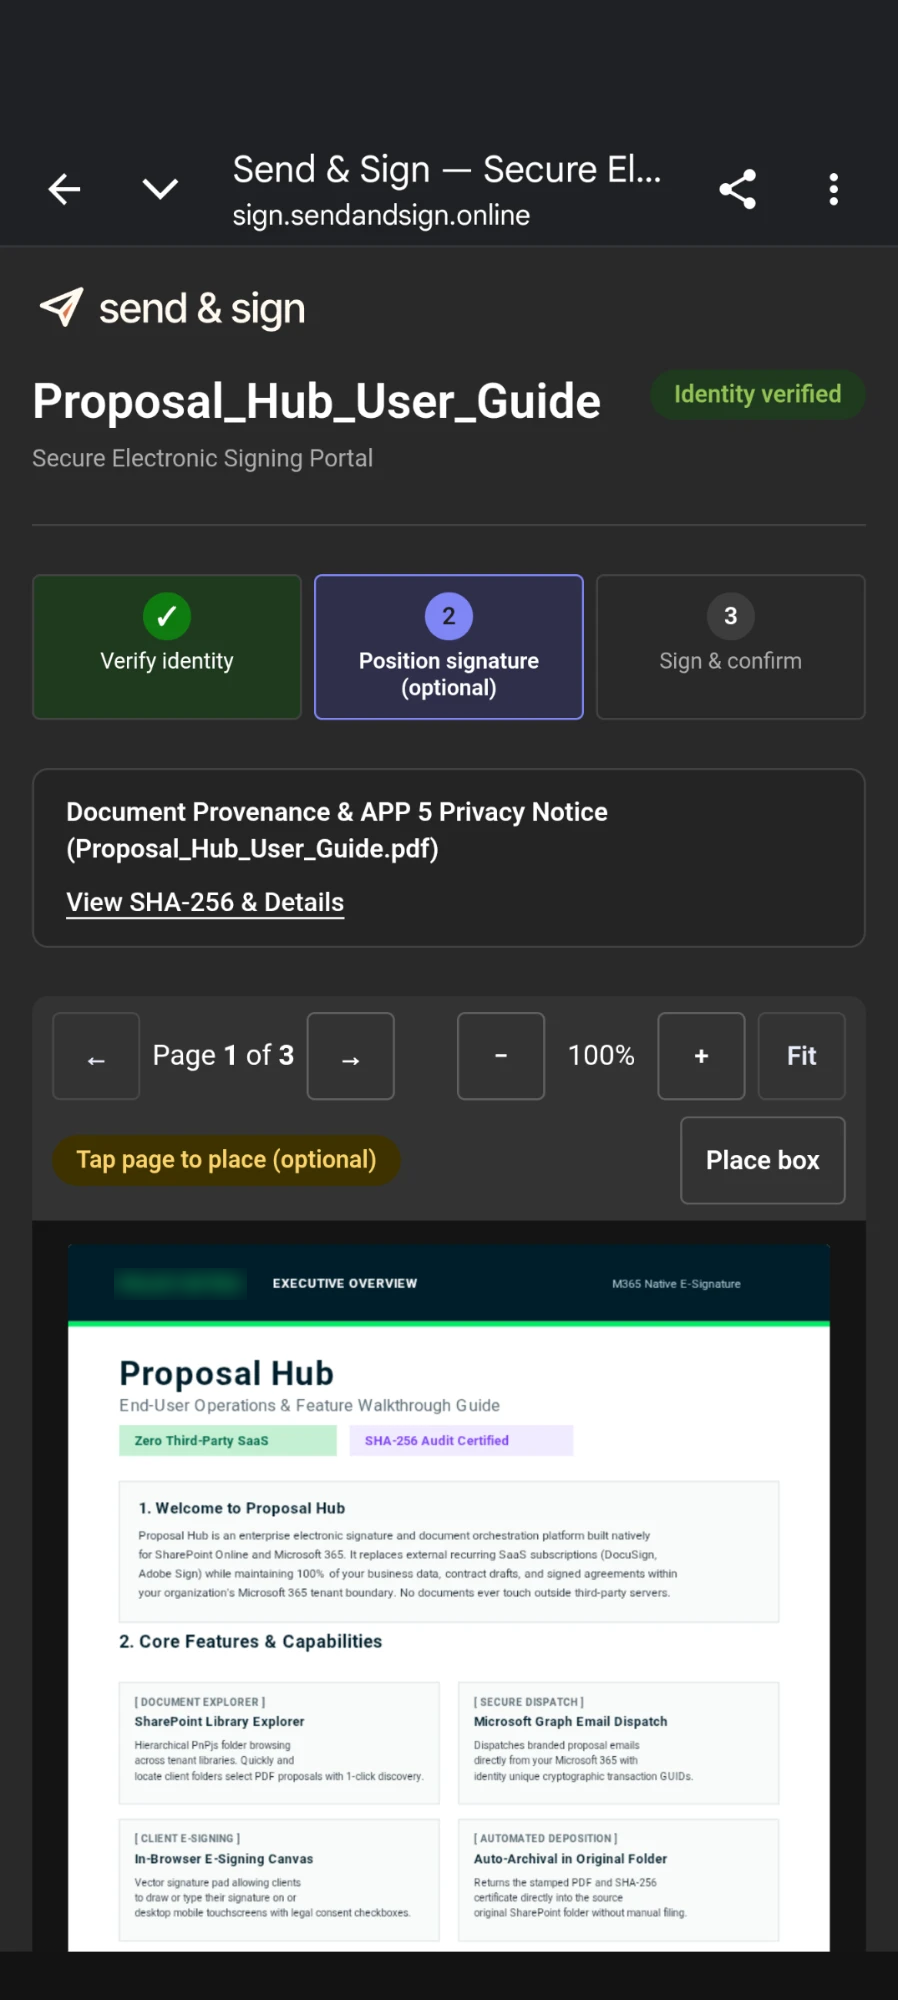 Send & Sign — Secure El...
sign.sendandsign.online
send & sign
Proposal_Hub_User_Guide
Identity verified
Secure Electronic Signing Portal
✓
Verify identity
2
Position signature
(optional)
3
Sign & confirm
Document Provenance & APP 5 Privacy Notice
(Proposal_Hub_User_Guide.pdf)
View SHA-256 & Details
← Page 1 of 3 → − 100% + Fit
Tap page to place (optional)
Place box
EXECUTIVE OVERVIEW
M365 Native E-Signature
Proposal Hub
End-User Operations & Feature Walkthrough Guide
Zero Third-Party SaaS
SHA-256 Audit Certified
1. Welcome to Proposal Hub
Proposal Hub is an enterprise electronic signature and document orchestration platform built natively
for SharePoint Online and Microsoft 365. It replaces external recurring SaaS subscriptions (DocuSign,
Adobe Sign) while maintaining 100% of your business data, contract drafts, and signed agreements within
your organization's Microsoft 365 tenant boundary. No documents ever touch outside third-party servers.
2. Core Features & Capabilities
[ DOCUMENT EXPLORER ]
SharePoint Library Explorer
Hierarchical PnPjs folder browsing
across tenant libraries. Quickly and
locate client folders select PDF proposals with 1-click discovery.
[ SECURE DISPATCH ]
Microsoft Graph Email Dispatch
Dispatches branded proposal emails
directly from your Microsoft 365 with
identity unique cryptographic transaction GUIDs.
[ CLIENT E-SIGNING ]
In-Browser E-Signing Canvas
Vector signature pad allowing clients
to draw or type their signature on or
desktop mobile touchscreens with legal consent checkboxes.
[ AUTOMATED DEPOSITION ]
Auto-Archival in Original Folder
Returns the stamped PDF and SHA-256
certificate directly into the source
original SharePoint folder without manual filing.